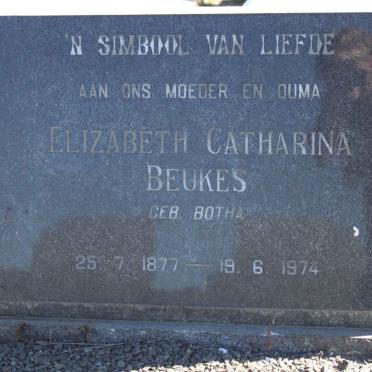 'N SIMBOOL VAN LIEFDE
AAN ONS MOEDER EN OUMA
ELIZABETH CATHARINA
BEUKES
GEB. BOTHA
25. 7. 1877 — 19. 6. 1974